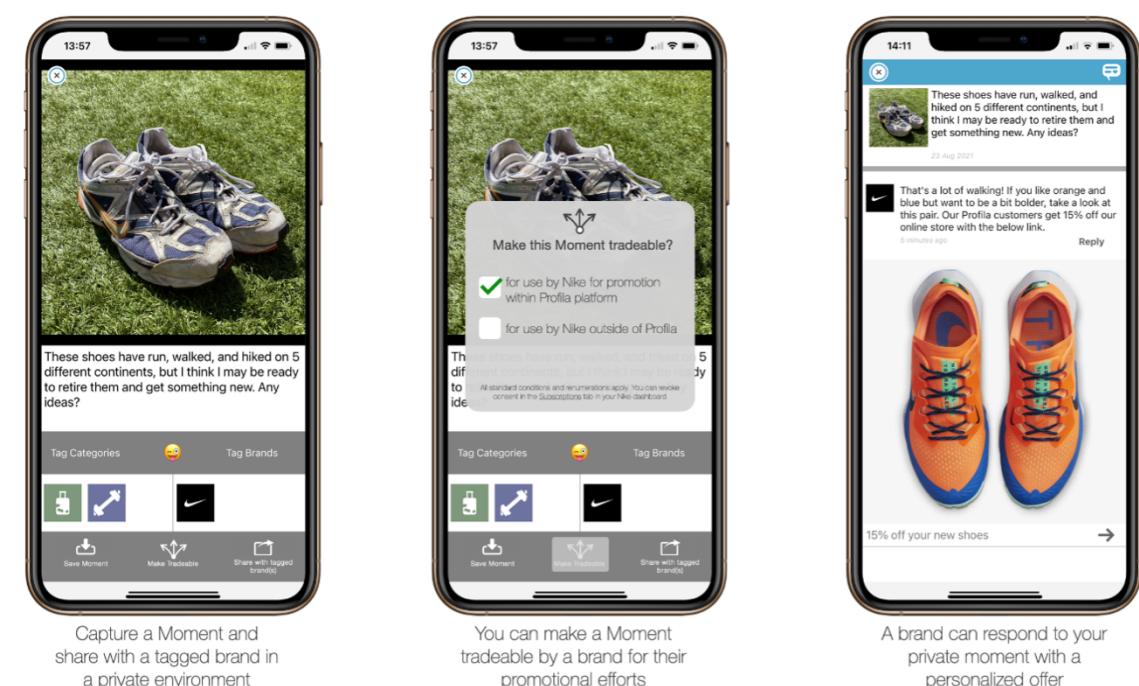 13:57
These shoes have run, walked, and hiked on 5
different continents, but I think I may be ready
to retire them and get something new. Any
ideas?
Tag Categories
Tag Brands
Save Moment
Make Tradeable
Share with tagged
brand(s)
Capture a Moment and
share with a tagged brand in
a private environment
13:57
Make this Moment tradeable?
for use by Nike for promotion
within Profila platform
for use by Nike outside of Profila
All standard conditions and renumerations apply. You can revoke
consent in the Subscriptions tab in your Nike dashboard
Th
5
dif
dy
to
ide
Tag Categories
Tag Brands
Save Moment
Make Tradeable
Share with tagged
brand(s)
You can make a Moment
tradeable by a brand for their
promotional efforts
14:11
These shoes have run, walked, and
hiked on 5 different continents, but I
think I may be ready to retire them and
get something new. Any ideas?
23 Aug 2021
That's a lot of walking! If you like orange and
blue but want to be a bit bolder, take a look at
this pair. Our Profila customers get 15% off our
online store with the below link.
5 minutes ago
Reply
15% off your new shoes
A brand can respond to your
private moment with a
personalized offer